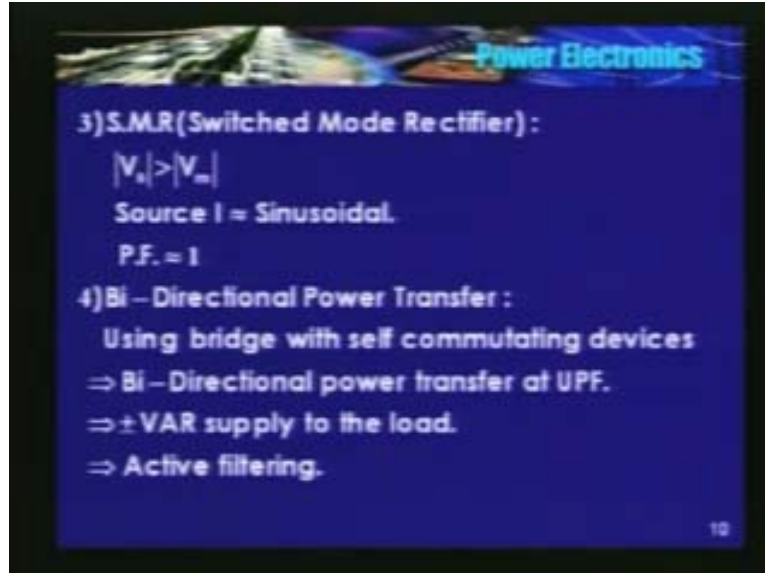 Power Electronics
3)S.M.R(Switched Mode Rectifier):
|Vₒ|>|Vₘ|
Source I ≈ Sinusoidal.
P.F. ≈ 1
4)Bi–Directional Power Transfer:
Using bridge with self commutating devices
⇒ Bi–Directional power transfer at UPF.
⇒±VAR supply to the load.
⇒ Active filtering.
10